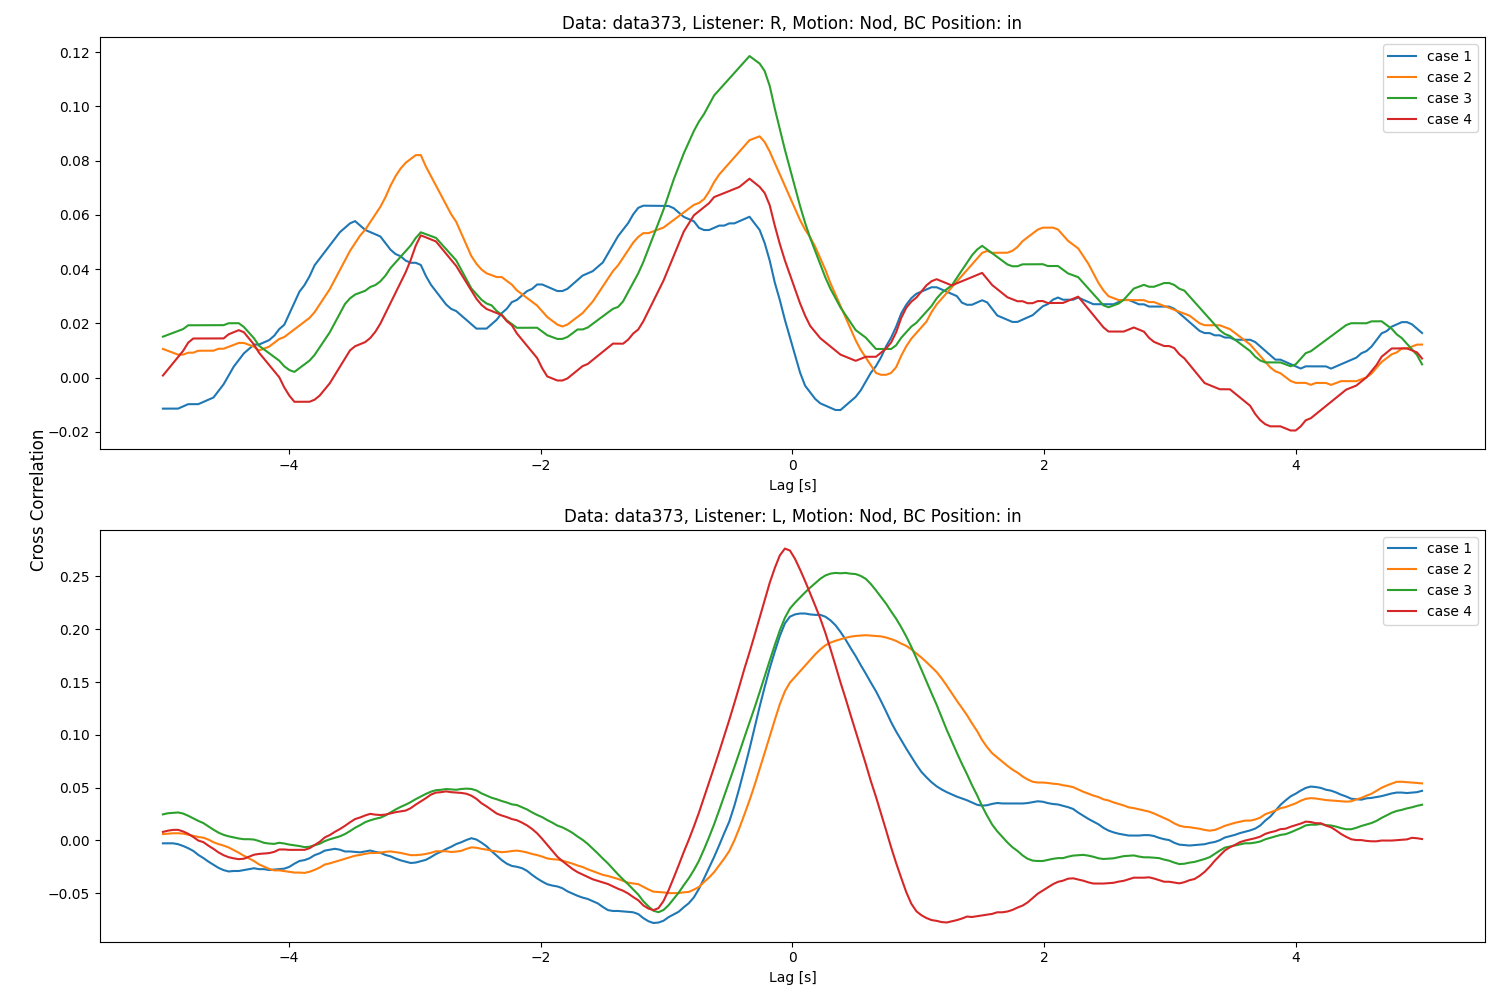 Data: data373, Listener: R, Motion: Nod, BC Position: in
0.12
0.10
0.08
0.06
0.04
0.02
0.00
−0.02
−4
−2
0
2
4
Lag [s]
case 1
case 2
case 3
case 4
Cross Correlation
Data: data373, Listener: L, Motion: Nod, BC Position: in
0.25
0.20
0.15
0.10
0.05
0.00
−0.05
−4
−2
0
2
4
Lag [s]
case 1
case 2
case 3
case 4